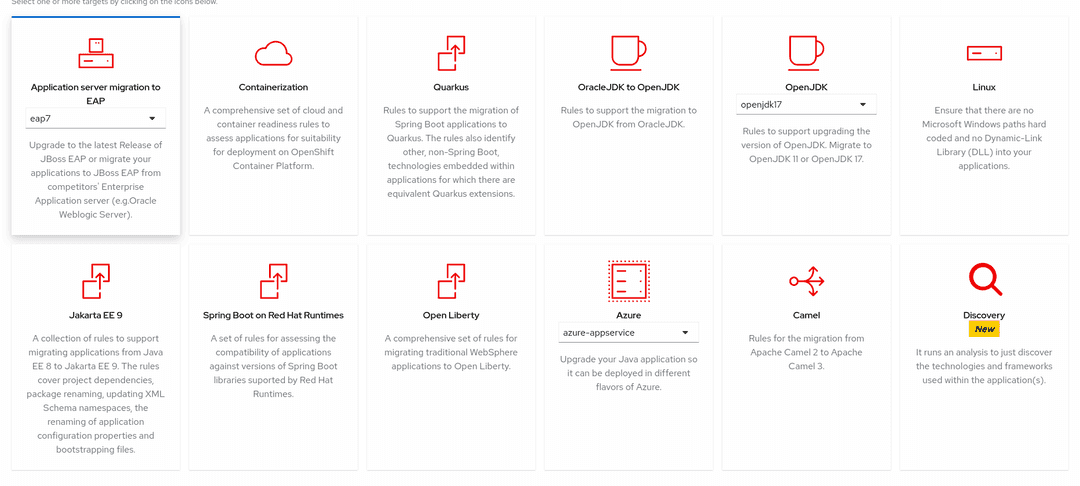 Select one or more targets by clicking on the icons below.
Application server migration to
EAP
eap7
Upgrade to the latest Release of
JBoss EAP or migrate your
applications to JBoss EAP from
competitors' Enterprise
Application server (e.g.Oracle
Weblogic Server).
Containerization
A comprehensive set of cloud and
container readiness rules to
assess applications for suitability
for deployment on OpenShift
Container Platform.
Quarkus
Rules to support the migration of
Spring Boot applications to
Quarkus. The rules also identify
other, non-Spring Boot,
technologies embedded within
applications for which there are
equivalent Quarkus extensions.
OracleJDK to OpenJDK
Rules to support the migration to
OpenJDK from OracleJDK.
OpenJDK
openjdk17
Rules to support upgrading the
version of OpenJDK. Migrate to
OpenJDK 11 or OpenJDK 17.
Linux
Ensure that there are no
Microsoft Windows paths hard
coded and no Dynamic-Link
Library (DLL) into your
applications.
Jakarta EE 9
A collection of rules to support
migrating applications from Java
EE 8 to Jakarta EE 9. The rules
cover project dependencies,
package renaming, updating XML
Schema namespaces, the
renaming of application
configuration properties and
bootstrapping files.
Spring Boot on Red Hat Runtimes
A set of rules for assessing the
compatibility of applications
against versions of Spring Boot
libraries suported by Red Hat
Runtimes.
Open Liberty
A comprehensive set of rules for
migrating traditional WebSphere
applications to Open Liberty.
Azure
azure-appservice
Upgrade your Java application so
it can be deployed in different
flavors of Azure.
Camel
Rules for the migration from
Apache Camel 2 to Apache
Camel 3.
Discovery
New
It runs an analysis to just discover
the technologies and frameworks
used within the application(s).